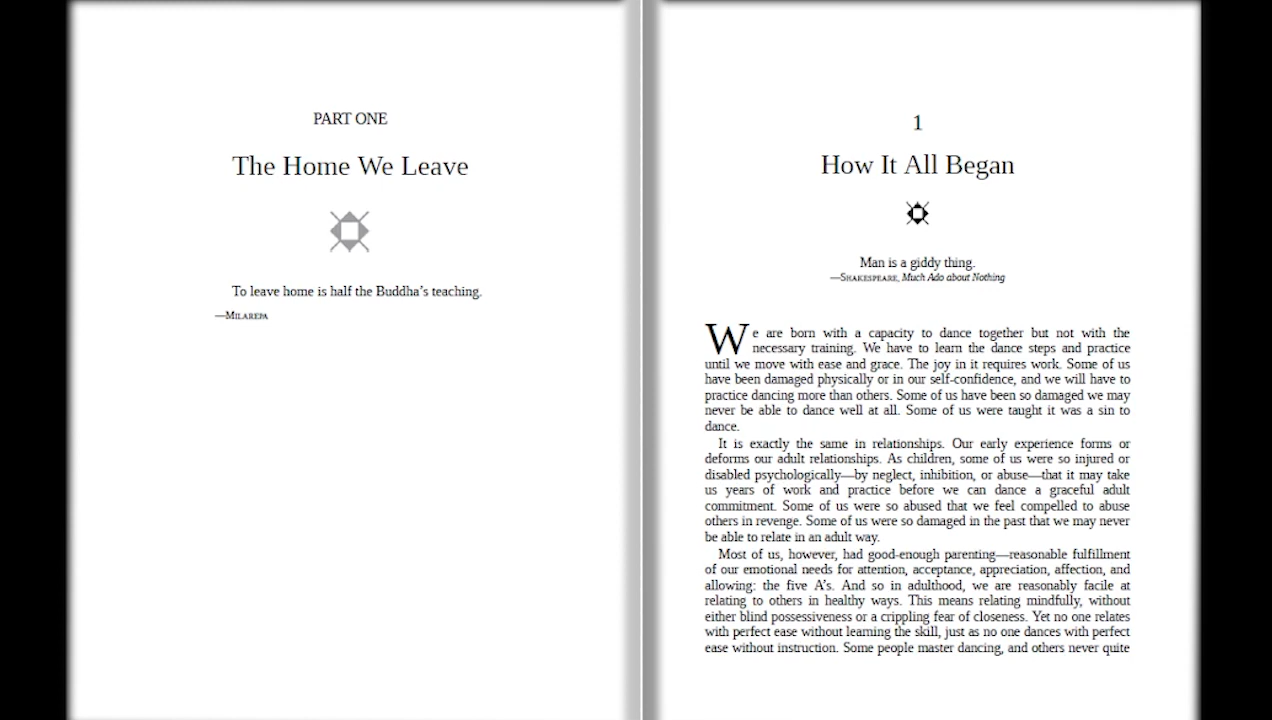 PART ONE
The Home We Leave
To leave home is half the Buddha’s teaching.
—MILAREPA
1
How It All Began
Man is a giddy thing.
—SHAKESPEARE, Much Ado about Nothing
We are born with a capacity to dance together but not with the
necessary training. We have to learn the dance steps and practice
until we move with ease and grace. The joy in it requires work. Some of us
have been damaged physically or in our self-confidence, and we will have to
practice dancing more than others. Some of us have been so damaged we may
never be able to dance well at all. Some of us were taught it was a sin to
dance.
It is exactly the same in relationships. Our early experience forms or
deforms our adult relationships. As children, some of us were so injured or
disabled psychologically—by neglect, inhibition, or abuse—that it may take
us years of work and practice before we can dance a graceful adult
commitment. Some of us were so abused that we feel compelled to abuse
others in revenge. Some of us were so damaged in the past that we may never
be able to relate in an adult way.
Most of us, however, had good-enough parenting—reasonable fulfillment
of our emotional needs for attention, acceptance, appreciation, affection, and
allowing: the five A’s. And so in adulthood, we are reasonably facile at
relating to others in healthy ways. This means relating mindfully, without
either blind possessiveness or a crippling fear of closeness. Yet no one relates
with perfect ease without learning the skill, just as no one dances with perfect
ease without instruction. Some people master dancing, and others never quite